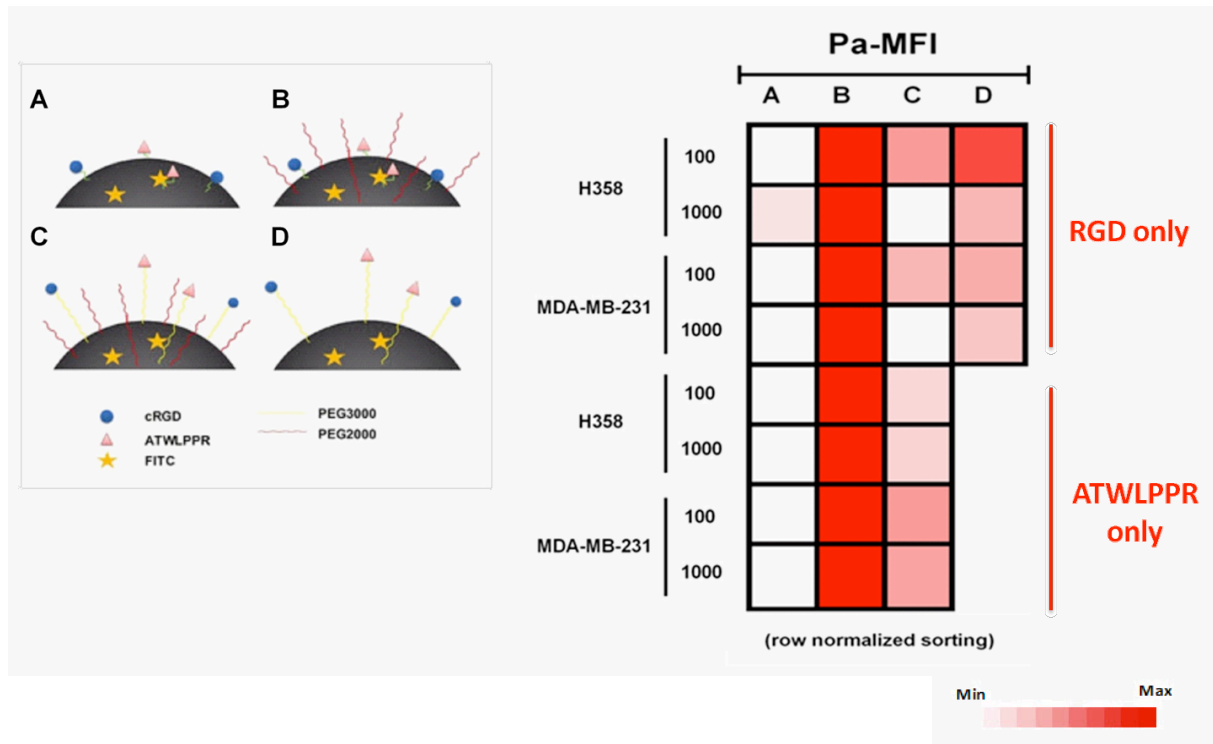 A
B
C
D
cRGD
ATWLPPR
FITC
PEG3000
PEG2000
Pa-MFI
A B C D
H358
100
1000
MDA-MB-231
100
1000
RGD only
H358
100
1000
MDA-MB-231
100
1000
ATWLPPR
only
(row normalized sorting)
Min Max